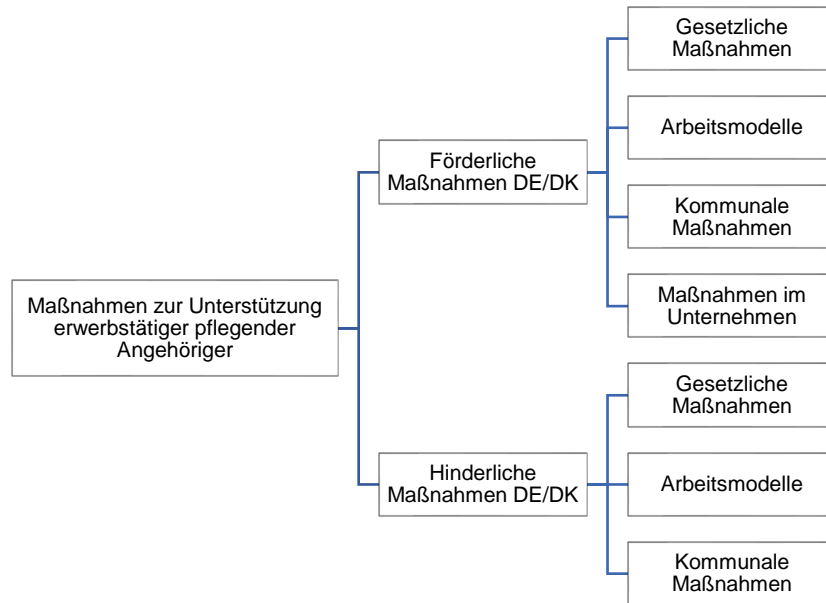 Maßnahmen zur Unterstützung
erwerbstätiger pflegender
Angehöriger
Förderliche
Maßnahmen DE/DK
Gesetzliche
Maßnahmen
Arbeitsmodelle
Kommunale
Maßnahmen
Maßnahmen im
Unternehmen
Hinderliche
Maßnahmen DE/DK
Gesetzliche
Maßnahmen
Arbeitsmodelle
Kommunale
Maßnahmen